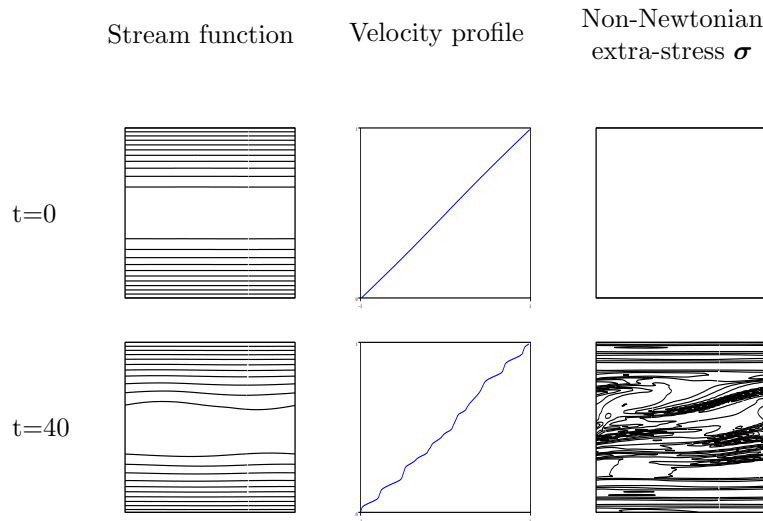 Stream function
Velocity profile
Non-Newtonian
extra-stress σ
t=0
t=40